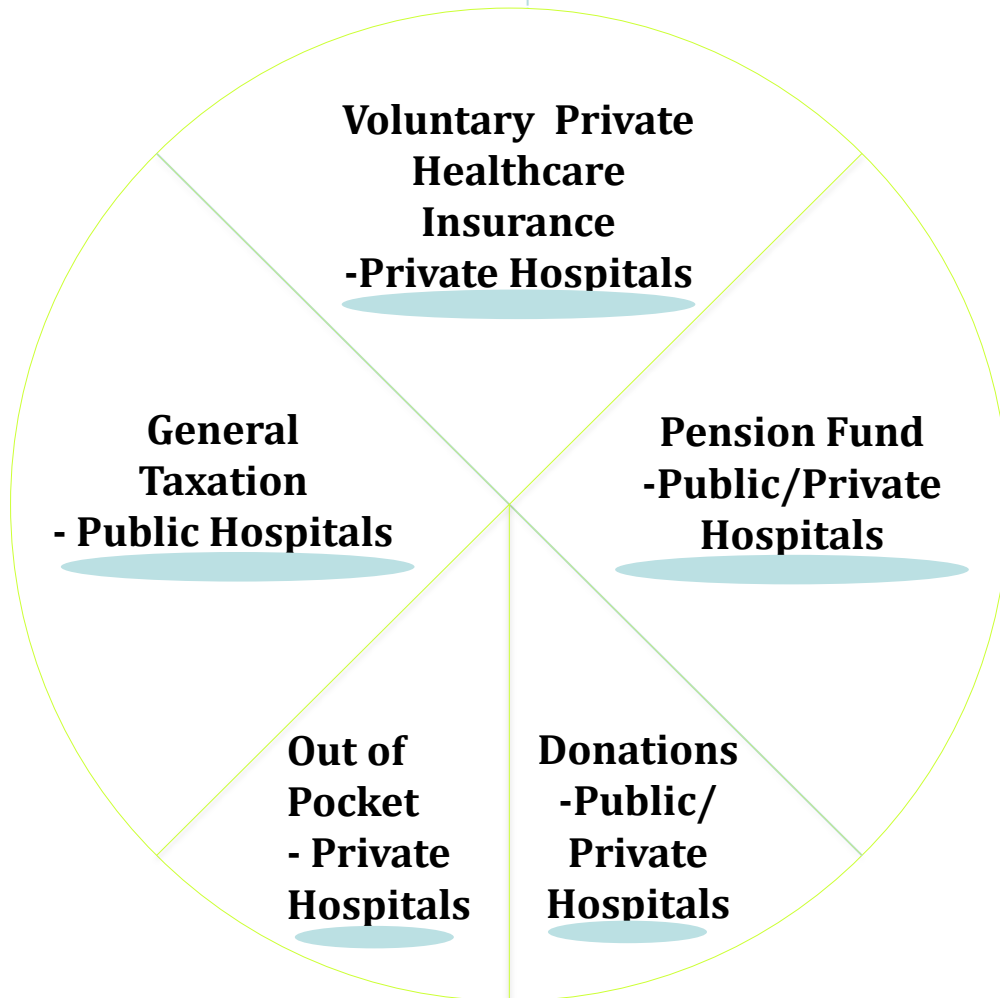 Voluntary  Private
Healthcare
Insurance
-Private Hospitals
General
Taxation
- Public Hospitals
Pension Fund
-Public/Private
Hospitals
Out of
Pocket
- Private
Hospitals
Donations
-Public/
Private
Hospitals